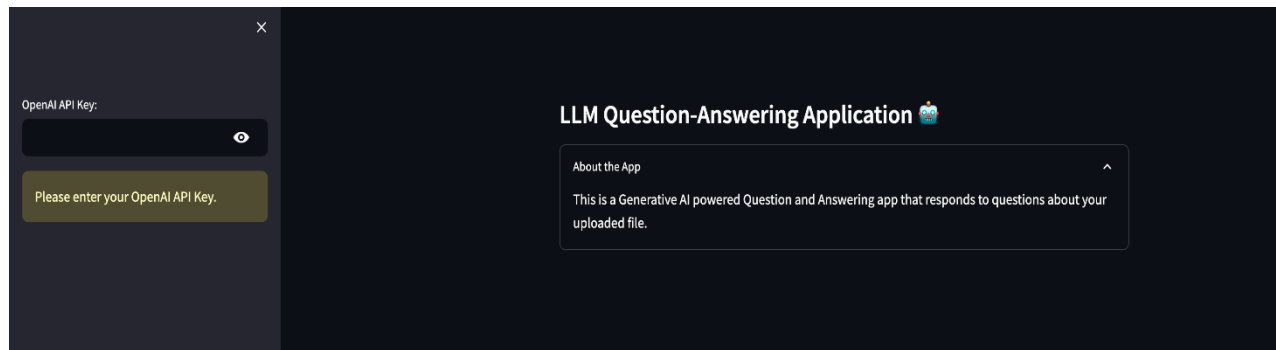 OpenAI API Key:
Please enter your OpenAI API Key.
LLM Question-Answering Application 🤖
About the App
This is a Generative AI powered Question and Answering app that responds to questions about your
uploaded file.